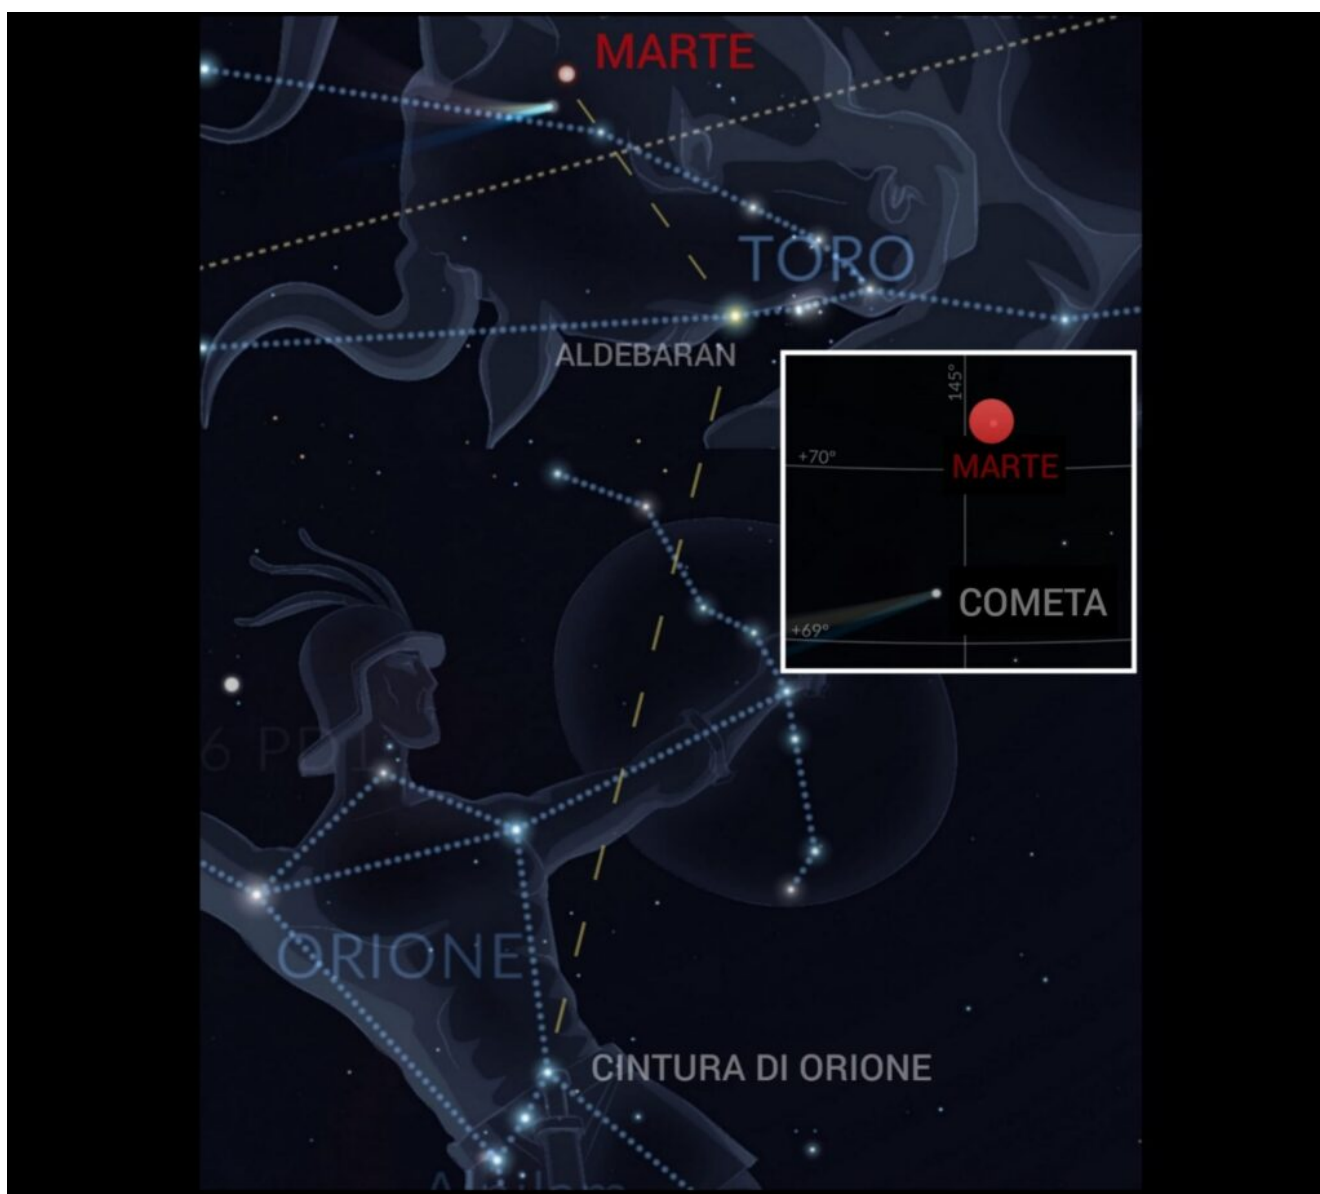 MARTE
TORO
ALDEBARAN
145°
+70°
MARTE
COMETA
+69°
ORIONE
CINTURA DI ORIONE